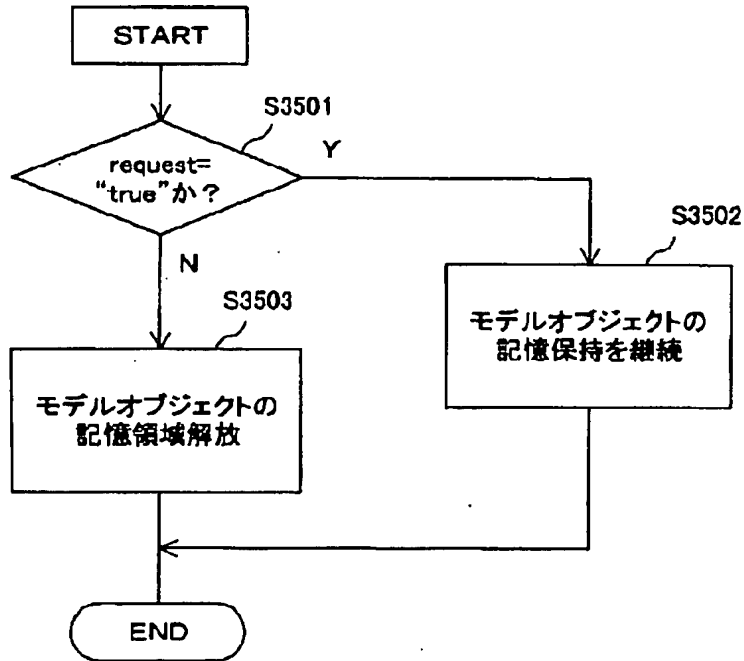 START
S3501
request=
“true”か？
Y
N
S3502
モデルオブジェクトの
記憶保持を継続
S3503
モデルオブジェクトの
記憶領域解放
END